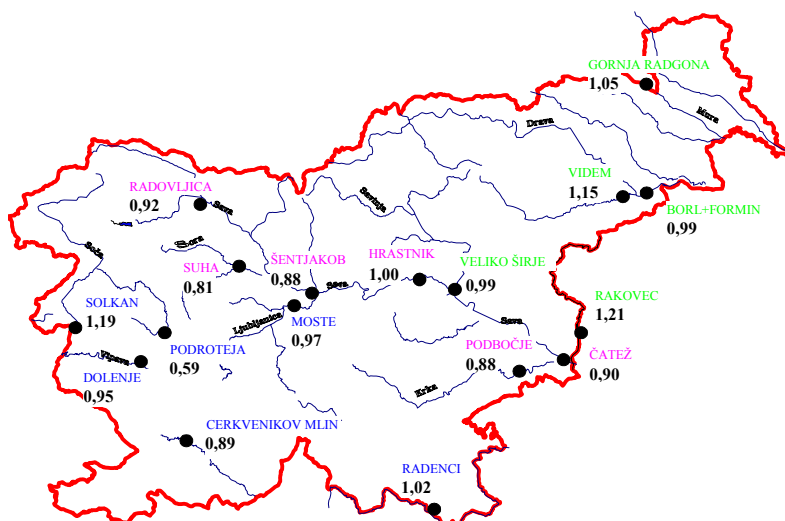 GORNJA RADGONA
1,05
Mura
Drava
VIDEM
1,15
BORL+FORMIN
0,99
RADOVLJICA
0,92
Sava
Savinja
Soča
Sora
SUHA
0,81
ŠENTJAKOB
0,88
HRASTNIK
1,00
VELIKO ŠIRJE
0,99
Sava
SOLKAN
1,19
Ljubljanica
MOSTE
0,97
Sava
RAKOVEC
1,21
PODROTEJA
0,59
Vipava
DOLENJE
0,95
PODBOČJE
0,88
ČATEŽ
0,90
Krka
CERKVENIKOV MLIN
0,89
RADENCI
1,02